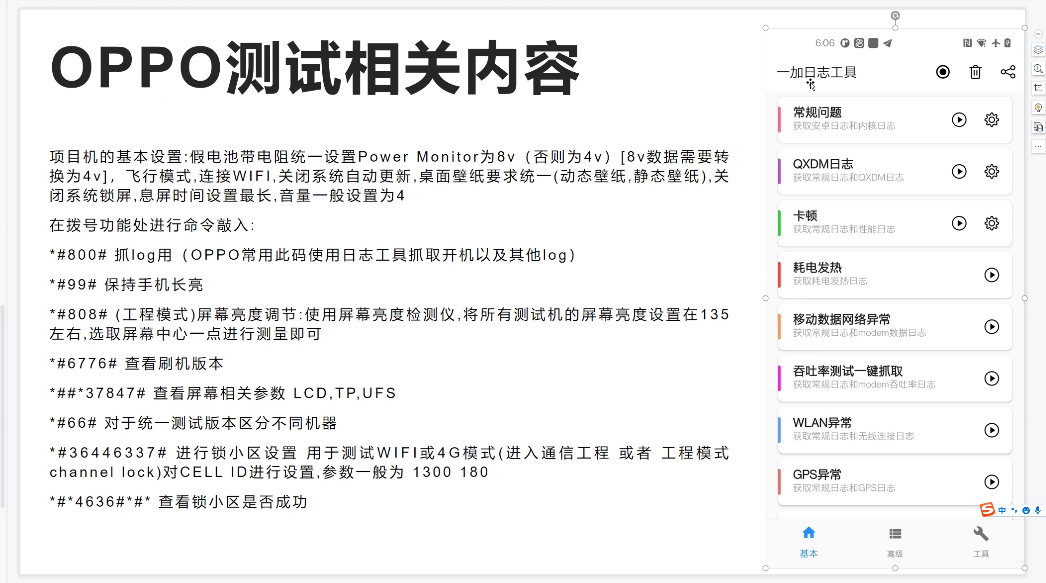 OPPO测试相关内容
项目机的基本设置:假电池带电阻统一设置Power Monitor为8v（否则为4v）[8v数据需要转
换为4v]，飞行模式,连接WIFI,关闭系统自动更新,桌面壁纸要求统一(动态壁纸,静态壁纸),关
闭系统锁屏,息屏时间设置最长,音量一般设置为4
在拨号功能处进行命令敲入:
*#800# 抓log用（OPPO常用此码使用日志工具抓取开机以及其他log）
*#99# 保持手机长亮
*#808# (工程模式)屏幕亮度调节:使用屏幕亮度检测仪,将所有测试机的屏幕亮度设置在135
左右,选取屏幕中心一点进行测量即可
*#6776# 查看刷机版本
*##*37847# 查看屏幕相关参数 LCD,TP,UFS
*#66# 对于统一测试版本区分不同机器
*#36446337# 进行锁小区设置 用于测试WIFI或4G模式(进入通信工程 或者 工程模式
channel lock)对CELL ID进行设置,参数一般为 1300 180
*#*4636#*#* 查看锁小区是否成功
6:06
一加日志工具
常规问题
获取安卓日志和内核日志
QXDM日志
获取常规日志和QXDM日志
卡顿
获取常规日志和性能日志
耗电发热
获取耗电发热日志
移动数据网络异常
获取常规日志和modem数据日志
吞吐率测试一键抓取
获取常规日志和modem吞吐率日志
WLAN异常
获取常规日志和无线连接日志
GPS异常
获取常规日志和GPS日志
中
基本
高级
工具